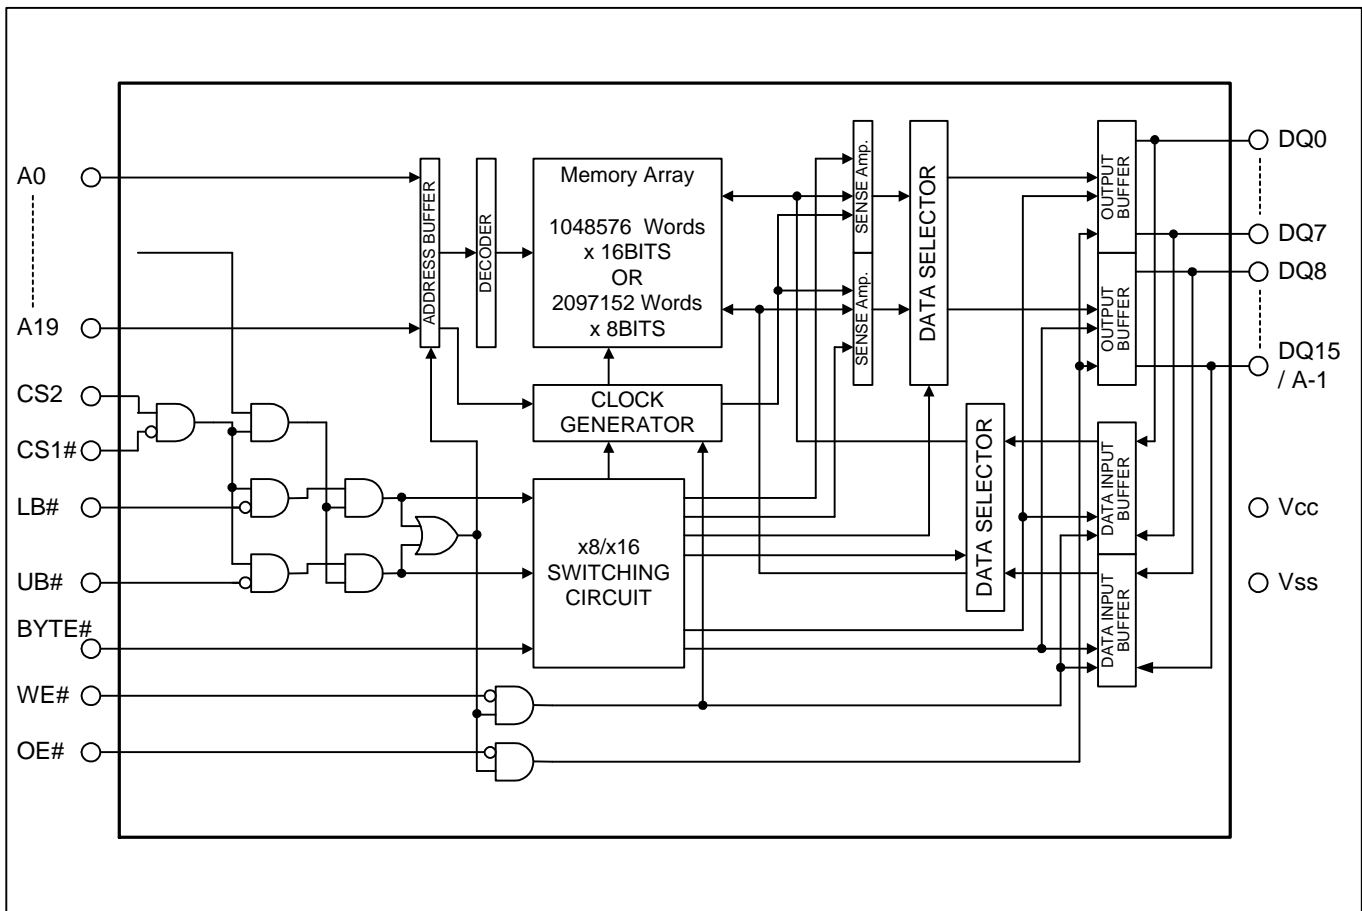 A0
A19
CS2
CS1#
LB#
UB#
BYTE#
WE#
OE#
ADDRESS BUFFER
DECODER
Memory Array
1048576 Words
x 16BITS
OR
2097152 Words
x 8BITS
CLOCK
GENERATOR
x8/x16
SWITCHING
CIRCUIT
SENSE Amp.
SENSE Amp.
DATA SELECTOR
DATA SELECTOR
OUTPUT
BUFFER
OUTPUT
BUFFER
DATA INPUT
BUFFER
DATA INPUT
BUFFER
DQ0
DQ7
DQ8
DQ15
/ A-1
Vcc
Vss